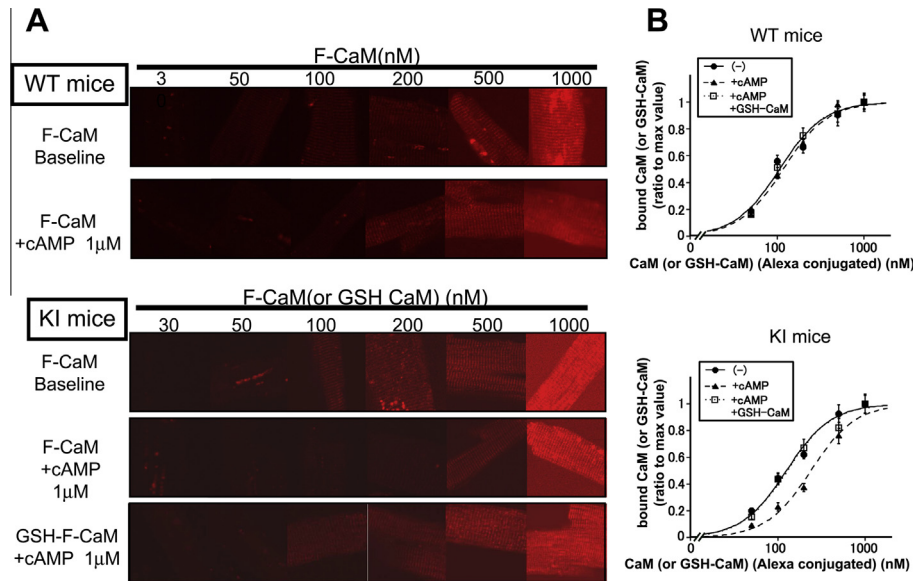 A
F-CaM(nM)
WT mice
3 50 100 200 500 1000
F-CaM
Baseline
F-CaM
+cAMP 1μM
F-CaM(or GSH CaM) (nM)
KI mice
30 50 100 200 500 1000
F-CaM
Baseline
F-CaM
+cAMP
1μM
GSH-F-CaM
+cAMP 1μM
B
WT mice
(-)
+cAMP
+cAMP
+GSH-CaM
bound CaM (or GSH-CaM)
(ratio to max value)
1
0.8
0.6
0.4
0.2
0
0 100 1000
CaM (or GSH-CaM) (Alexa conjugated) (nM)
KI mice
(-)
+cAMP
+cAMP
+GSH-CaM
bound CaM (or GSH-CaM)
(ratio to max value)
1
0.8
0.6
0.4
0.2
0
0 100 1000
CaM (or GSH-CaM) (Alexa conjugated) (nM)